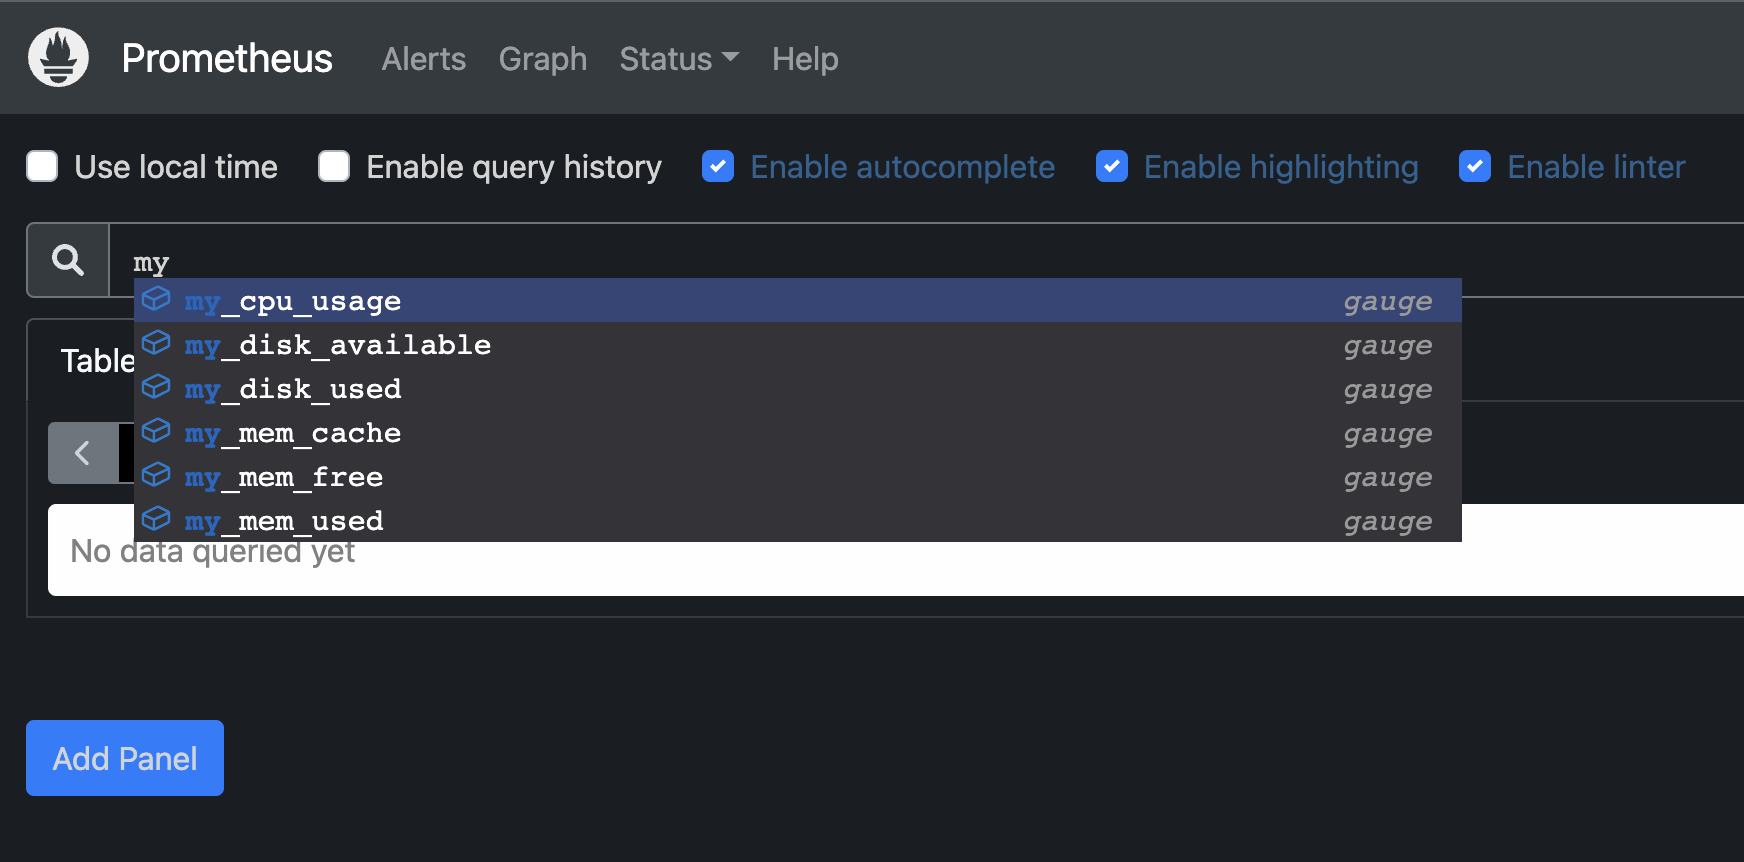 Prometheus Alerts Graph Status Help
Use local time Enable query history Enable autocomplete Enable highlighting Enable linter
my
my_cpu_usage gauge
my_disk_available gauge
my_disk_used gauge
my_mem_cache gauge
my_mem_free gauge
my_mem_used gauge
Table
No data queried yet
Add Panel